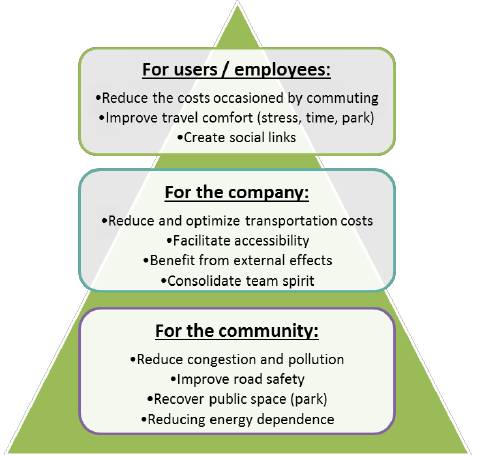 For users / employees:
•Reduce the costs occasioned by commuting
•Improve travel comfort (stress, time, park)
•Create social links
For the company:
•Reduce and optimize transportation costs
•Facilitate accessibility
•Benefit from external effects
•Consolidate team spirit
For the community:
•Reduce congestion and pollution
•Improve road safety
•Recover public space (park)
•Reducing energy dependence